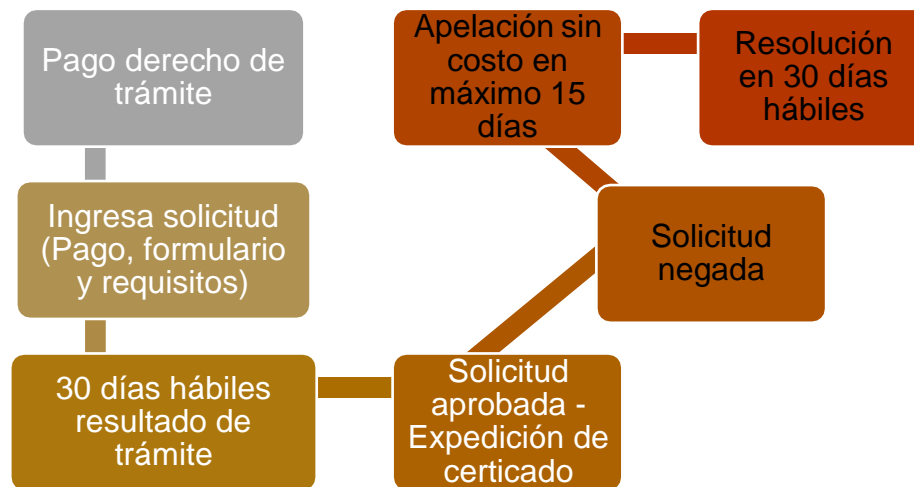 Pago derecho de
trámite
Ingresa solicitud
(Pago, formulario
y requisitos)
30 días hábiles
resultado de
trámite
Solicitud
aprobada -
Expedición de
certicado
Solicitud
negada
Apelación sin
costo en
máximo 15
días
Resolución
en 30 días
hábiles